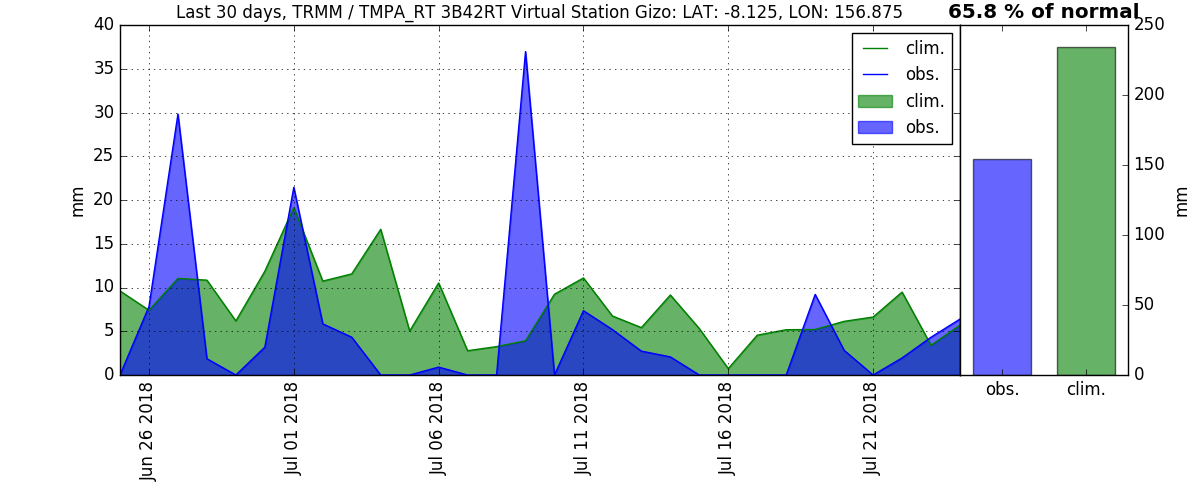 Last 30 days, TRMM / TMPA_RT 3B42RT Virtual Station Gizo: LAT: -8.125, LON: 156.875
65.8 % of normal
40
35
30
25
20
15
10
5
0
mm
clim.
obs.
clim.
obs.
Jun 26 2018
Jul 01 2018
Jul 06 2018
Jul 11 2018
Jul 16 2018
Jul 21 2018
250
200
150
100
50
0
mm
obs.
clim.